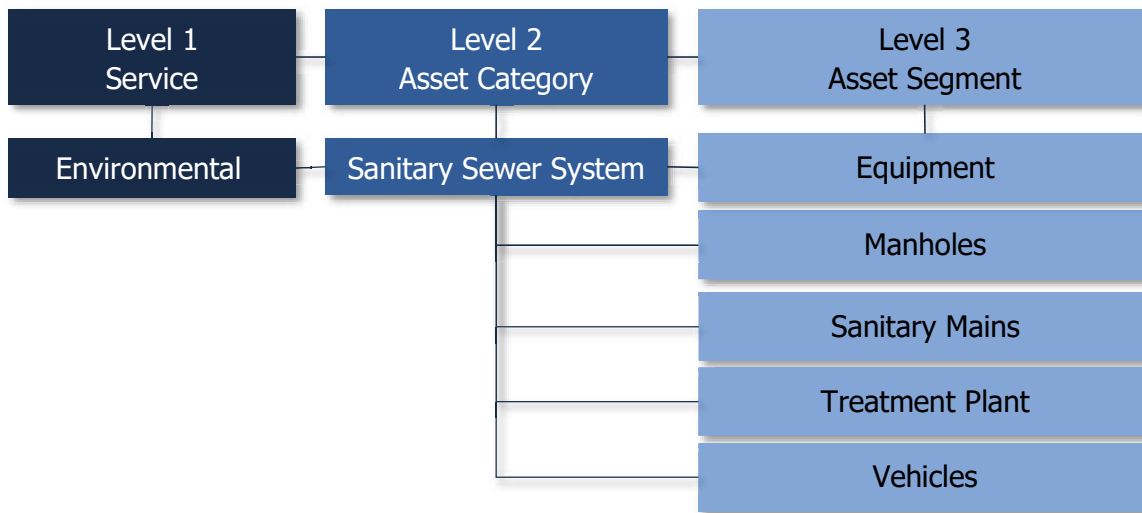 Level 1
Service
Level 2
Asset Category
Level 3
Asset Segment
Environmental
Sanitary Sewer System
Equipment
Manholes
Sanitary Mains
Treatment Plant
Vehicles